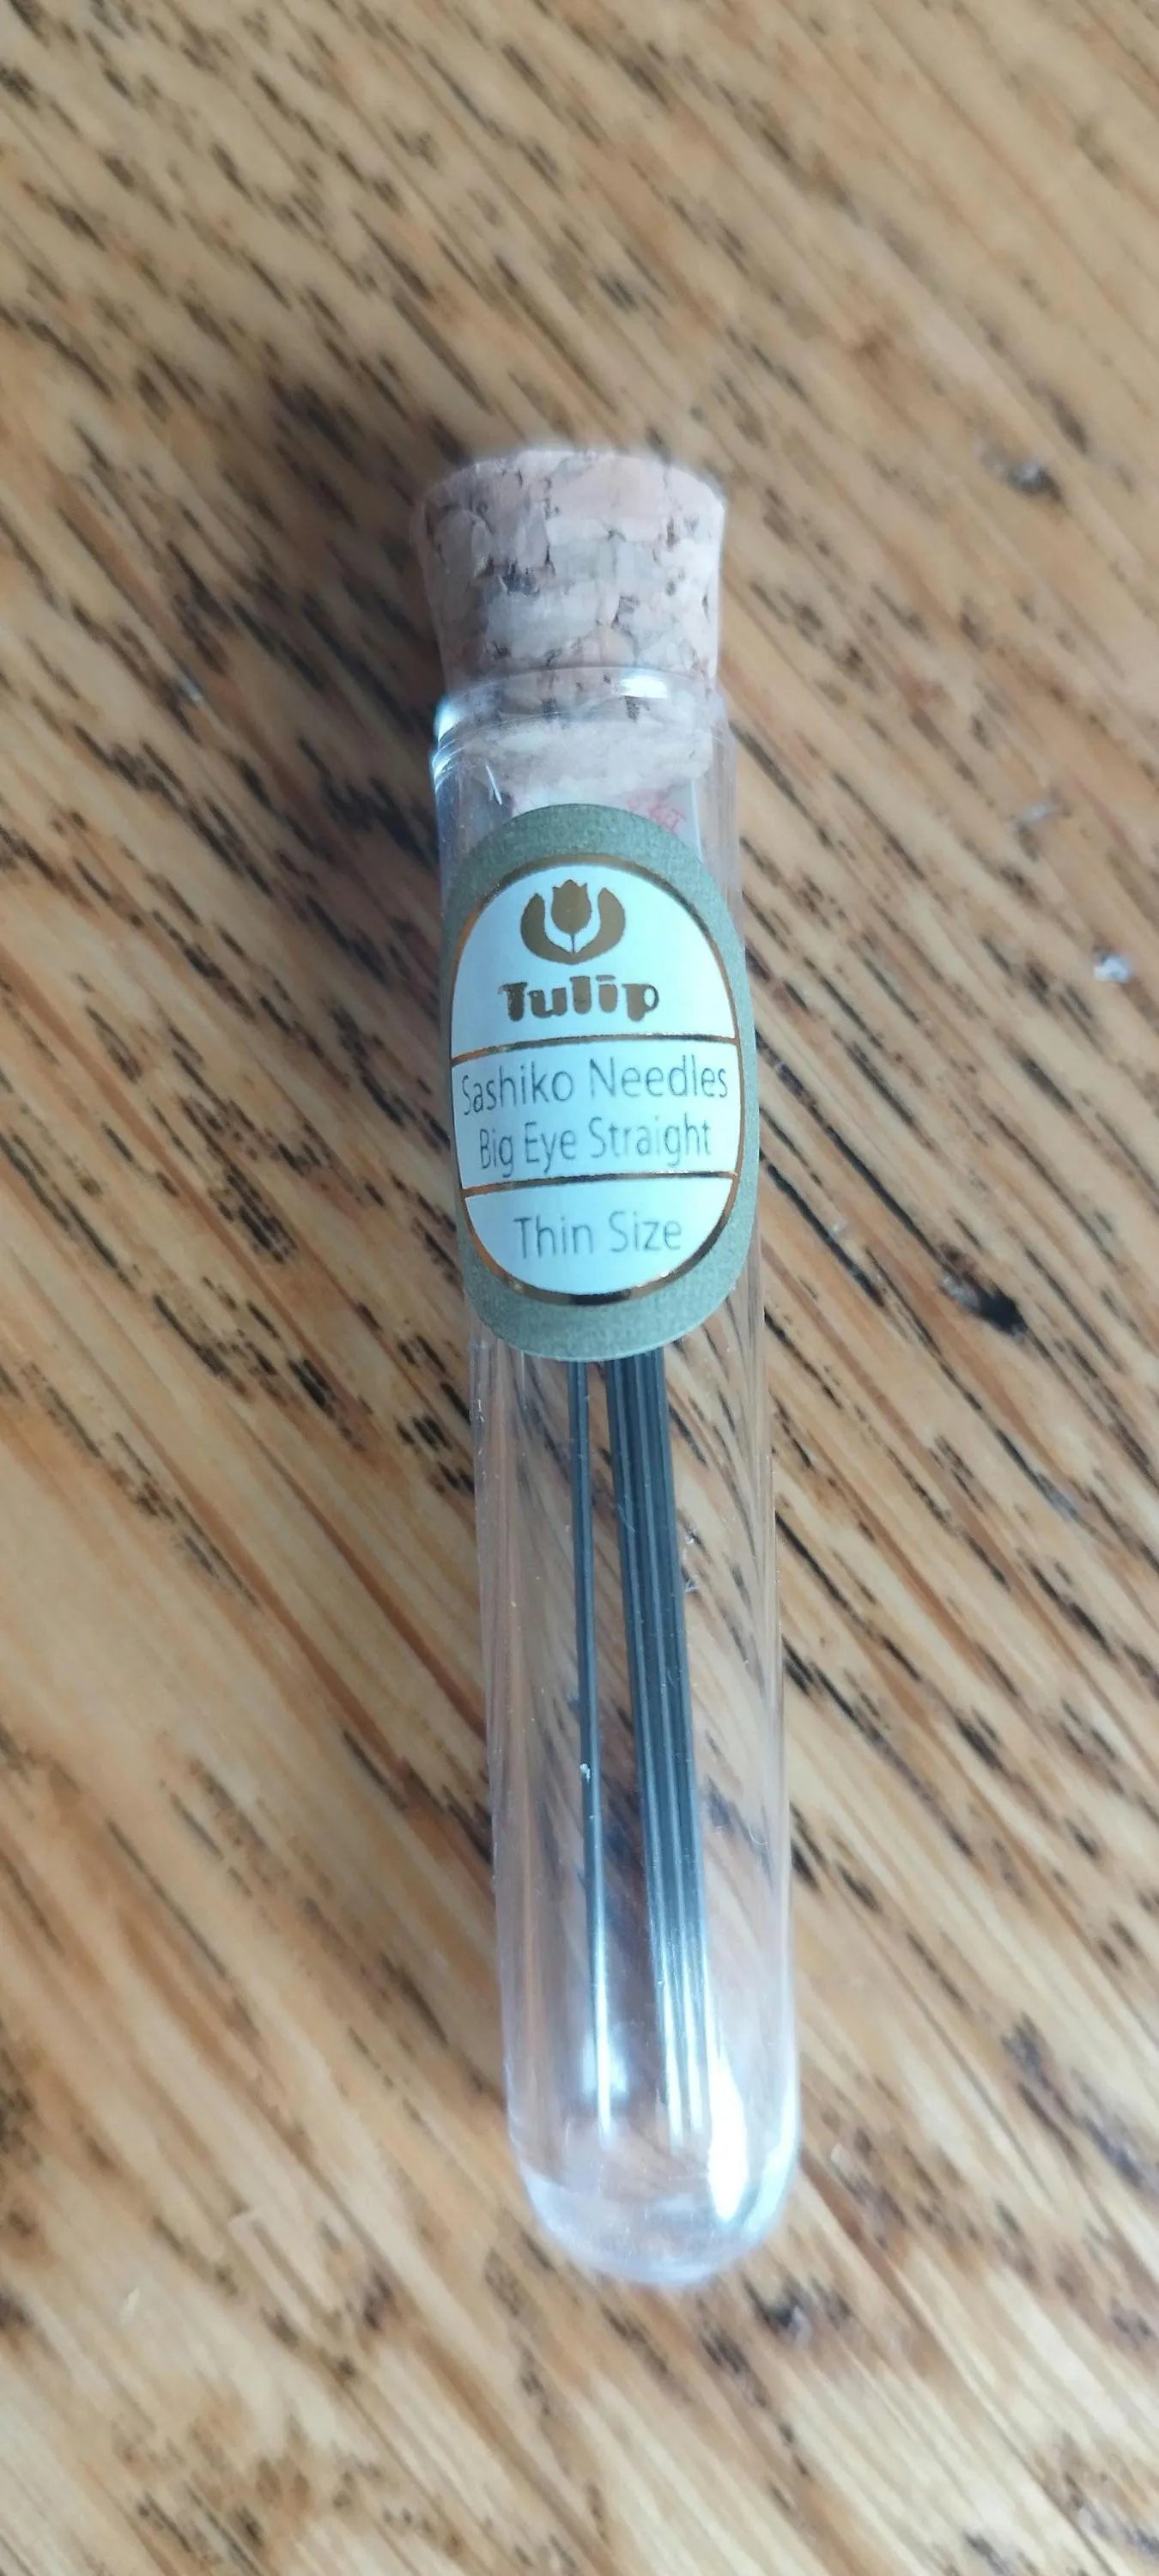 Tulip
Sashiko Needles
Big Eye Straight
Thin Size